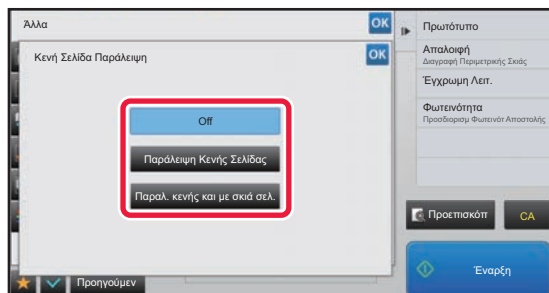 Άλλα
OK
Κενή Σελίδα Παράλειψη
OK
Off
Παράλειψη Κενής Σελίδας
Παραλ. κενής και με σκιά σελ.
Προηγούμεν
Πρωτότυπο
Απαλοιφή
Διαγραφή Περιμετρικής Σκιάς
Έγχρωμη Λειτ.
Φωτεινότητα
Προσδιορισμ Φωτεινότ Αποστολής
Προεπισκόπ
CA
Έναρξη